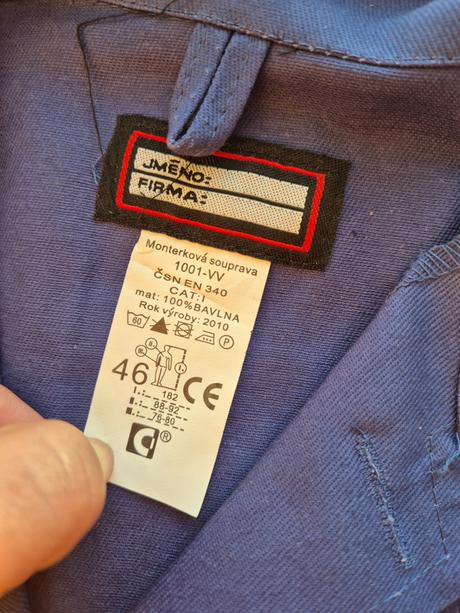 JMÉNO:
FIRMA:
Monterková souprava
1001-VV
ČSN EN 340
CAT: I
mat: 100%BAVLNA
Rok výroby: 2010
60 P
46
182
88-92
76-80
CE
C®